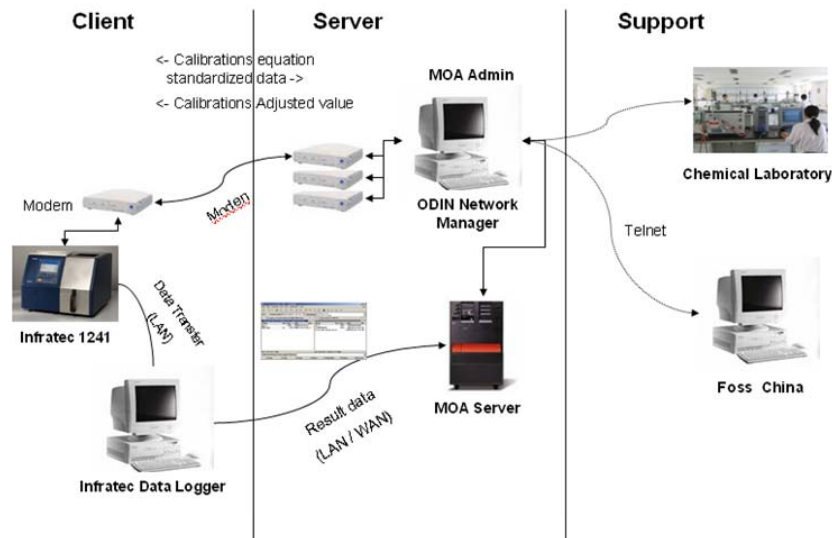 Client
Server
Support
<- Calibrations equation
standardized data ->
<- Calibrations Adjusted value
MOA Admin
Chemical Laboratory
Modem
Modem
ODIN Network
Manager
Telnet
Infratec 1241
Data Transfer
(LAN)
Foss China
MOA Server
Result data
(LAN / WAN)
Infratec Data Logger